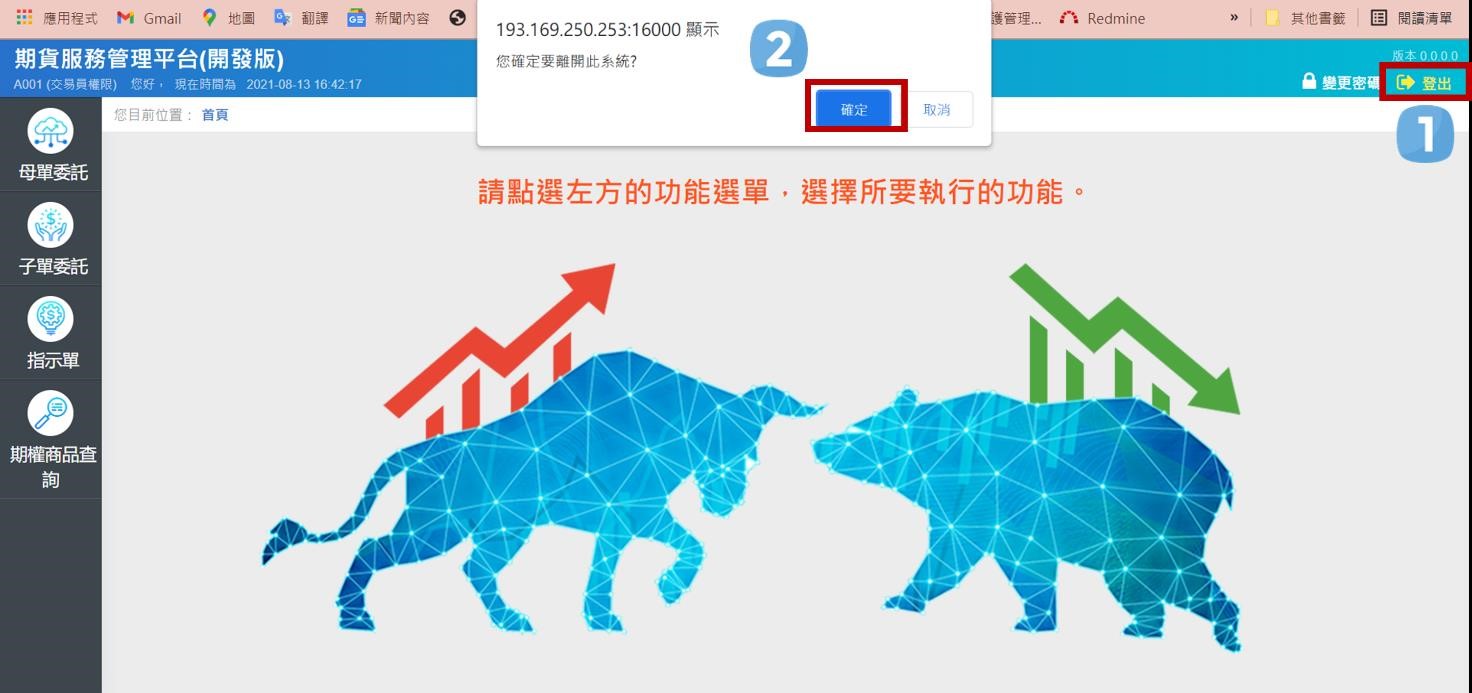 應用程式 Gmail 地圖 翻譯 新聞內容 護管理... Redmine » 其他書籤 閱讀清單
193.169.250.253:16000 顯示
您確定要離開此系統?
確定 取消
2
期貨服務管理平台(開發版)
版本 0.0.0.0
A001 (交易員權限) 您好, 現在時間為 2021-08-13 16:42:17
變更密碼 登出
1
您目前位置： 首頁
母單委託
子單委託
指示單
期權商品查
詢
請點選左方的功能選單，選擇所要執行的功能。